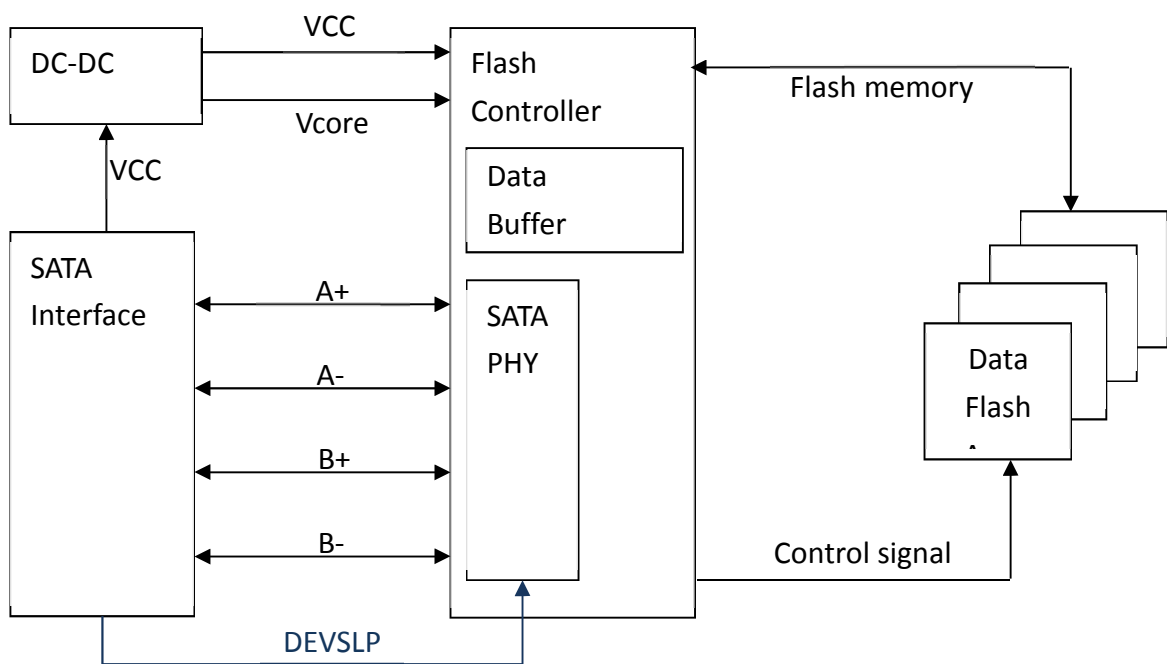 VCC
DC-DC
Flash
Controller
Flash memory
Vcore
VCC
Data
Buffer
SATA
Interface
A+
SATA
PHY
A-
Data
Flash
B+
B-
Control signal
DEVSLP